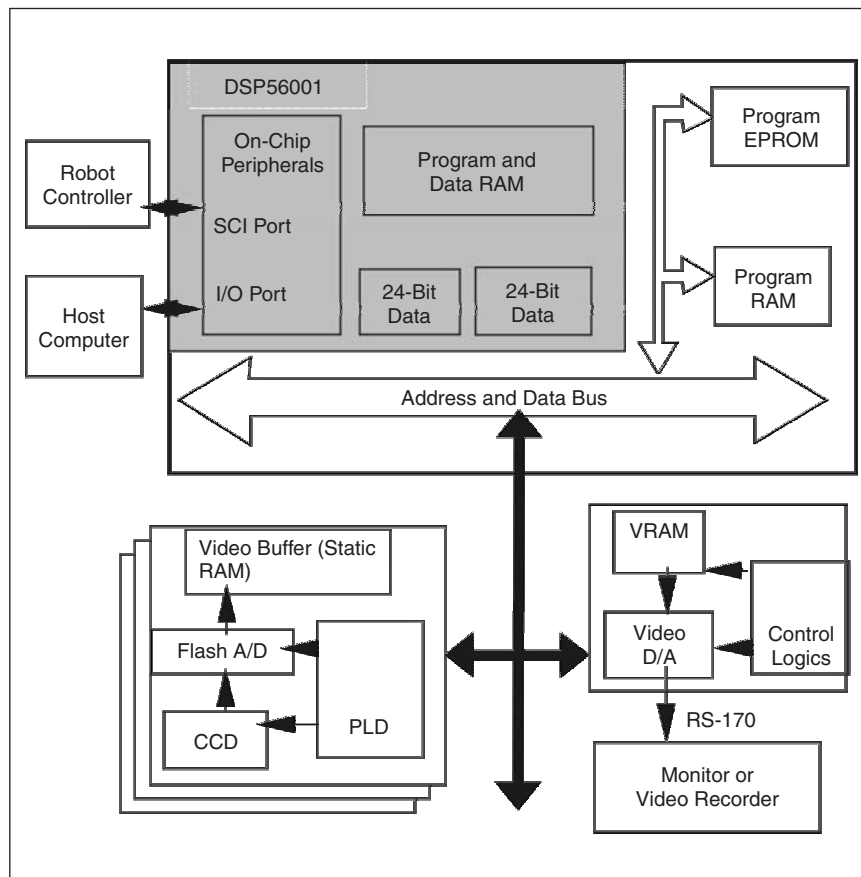 DSP56001
On-Chip
Peripherals
SCI Port
I/O Port
Program and
Data RAM
24-Bit
Data
24-Bit
Data
Program
EPROM
Program
RAM
Robot
Controller
Host
Computer
Address and Data Bus
Video Buffer (Static
RAM)
Flash A/D
CCD
PLD
VRAM
Video
D/A
Control
Logics
RS-170
Monitor or
Video Recorder